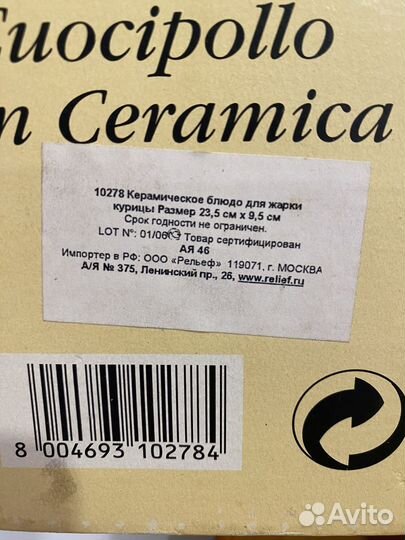 Cuocipollo
in Ceramica
10278 Керамическое блюдо для жарки
курицы Размер 23,5 см х 9,5 см
Срок годности не ограничен.
LOT N°: 01/06 Товар сертифицирован
АЯ 46
Импортер в РФ: ООО «Рельеф» 119071, г. МОСКВА
А/Я № 375, Ленинский пр., 26, www.relief.ru
8 004693 102784
Avito